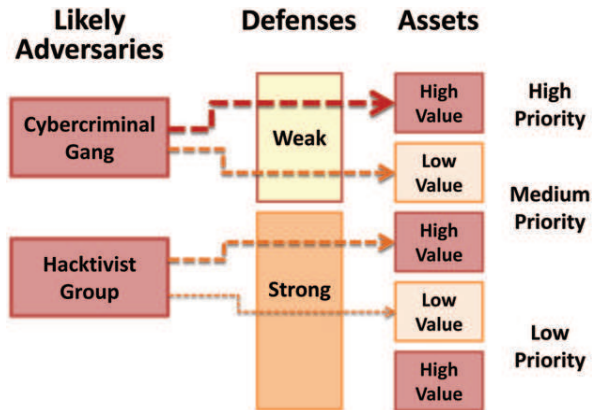 Likely
Adversaries
Defenses
Assets
Cybercriminal
Gang
Weak
High
Value
High
Priority
Low
Value
Medium
Priority
Hacktivist
Group
Strong
High
Value
Low
Value
Low
Priority
High
Value